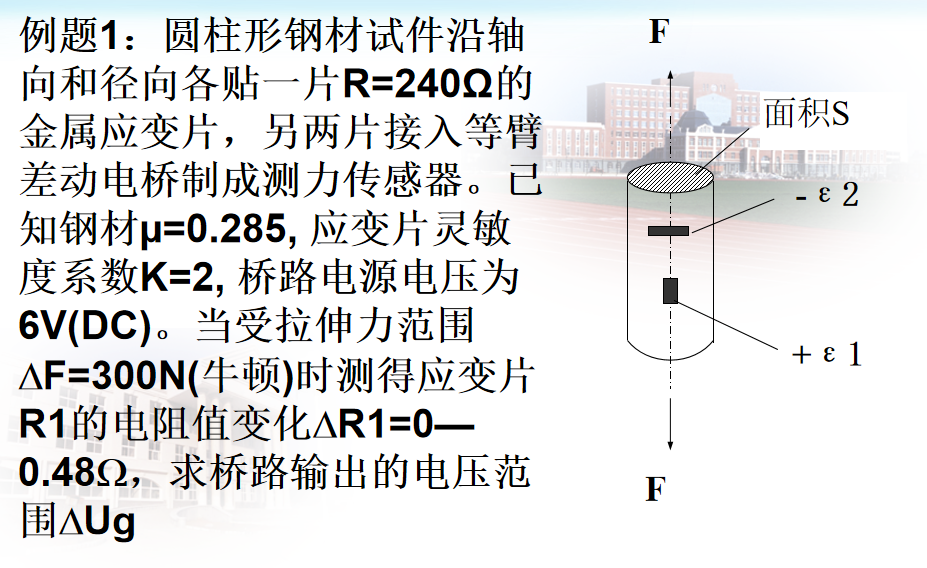 例题1：圆柱形钢材试件沿轴
向和径向各贴一片R=240Ω的
金属应变片，另两片接入等臂
差动电桥制成测力传感器。已
知钢材μ=0.285, 应变片灵敏
度系数K=2, 桥路电源电压为
6V(DC)。当受拉伸力范围
ΔF=300N(牛顿)时测得应变片
R1的电阻值变化ΔR1=0—
0.48Ω，求桥路输出的电压范
围ΔUg
F
面积S
- ε 2
+ ε 1
F